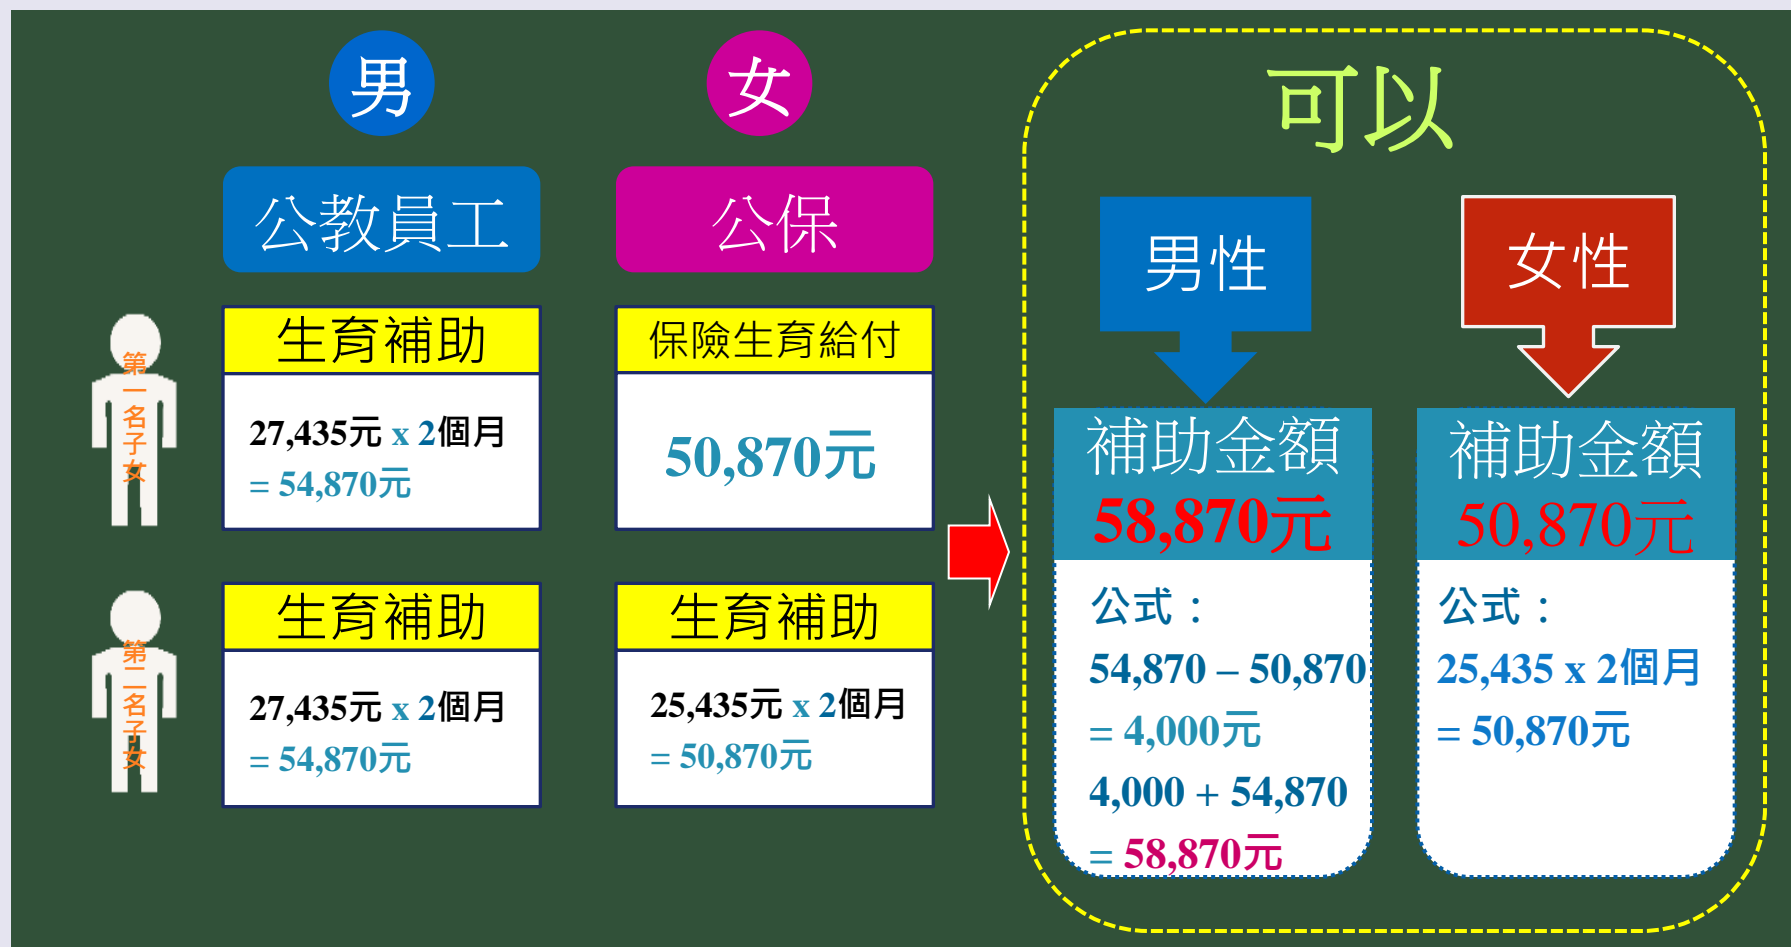 男
女
公教員工
公保
第一名子女
生育補助
27,435元 x 2個月
= 54,870元
保險生育給付
50,870元
第二名子女
生育補助
27,435元 x 2個月
= 54,870元
生育補助
25,435元 x 2個月
= 50,870元
可以
男性
補助金額
58,870元
公式：
54,870 – 50,870
= 4,000元
4,000 + 54,870
= 58,870元
女性
補助金額
50,870元
公式：
25,435 x 2個月
= 50,870元